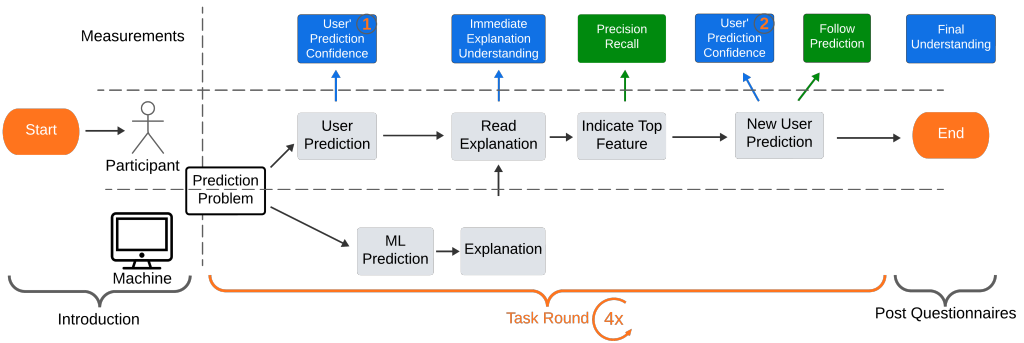 Measurements
User'
Prediction
Confidence
1
Immediate
Explanation
Understanding
Precision
Recall
User'
Prediction
Confidence
2
Follow
Prediction
Final
Understanding
Start
Participant
User
Prediction
Read
Explanation
Indicate Top
Feature
New User
Prediction
End
Prediction
Problem
Machine
ML
Prediction
Explanation
Introduction
Task Round
4x
Post Questionnaires